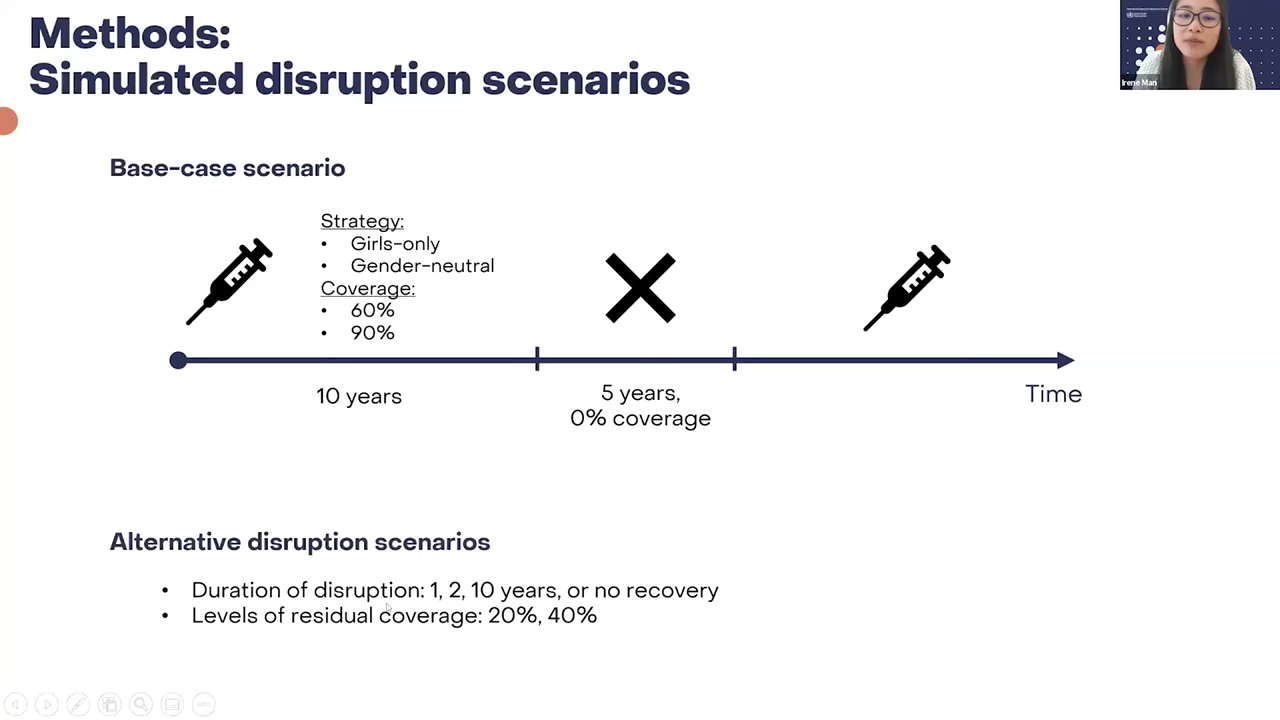 Methods:
Simulated disruption scenarios
Irene Man
Base-case scenario
Strategy:
• Girls-only
• Gender-neutral
Coverage:
• 60%
• 90%
10 years
5 years,
0% coverage
Time
Alternative disruption scenarios
• Duration of disruption: 1, 2, 10 years, or no recovery
• Levels of residual coverage: 20%, 40%